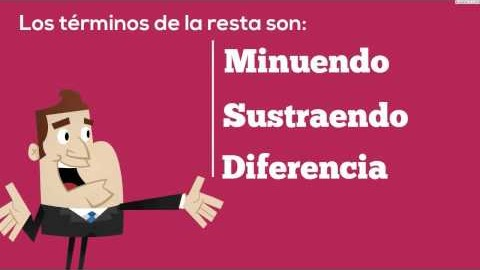 Los términos de la resta son:
Minuendo
Sustraendo
Diferencia